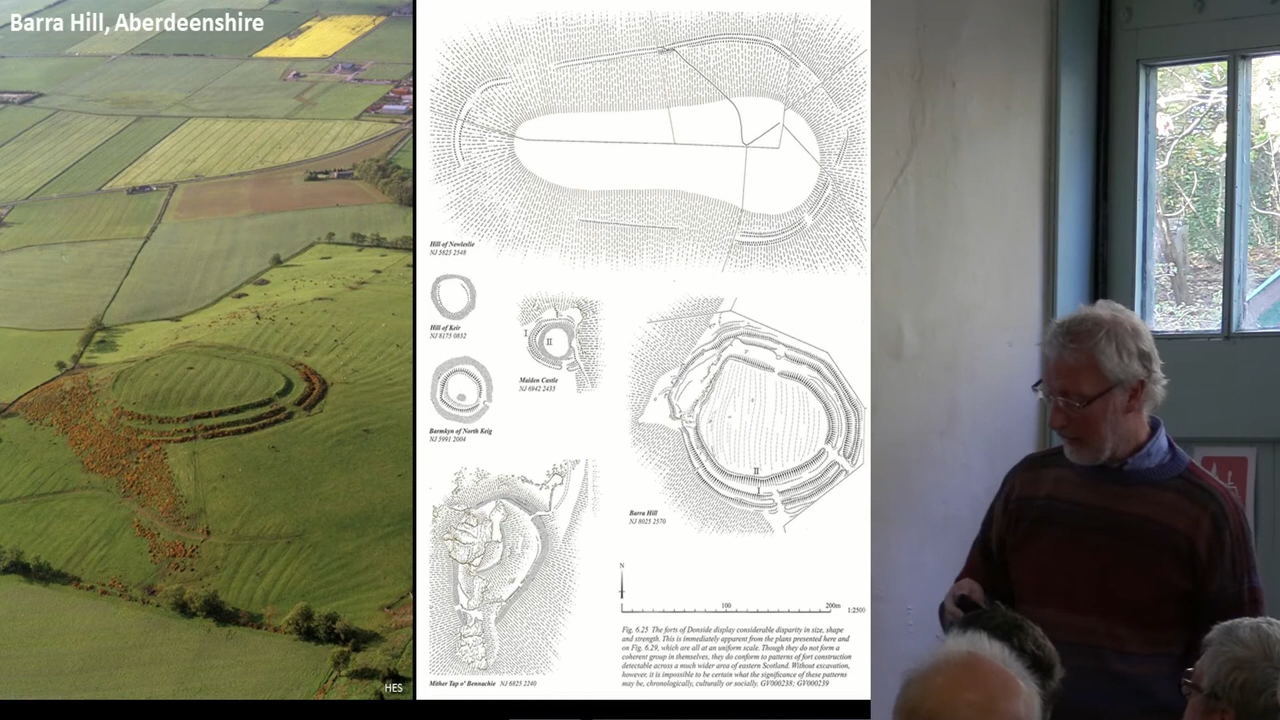 Barra Hill, Aberdeenshire
HES
Hill of Newleslie
NJ 5825 2548
Hill of Keir
NJ 8175 0832
I
II
Maiden Castle
NJ 6942 2435
Barmkyn of North Keig
NJ 5991 2004
II
I
Barra Hill
NJ 8025 2570
Mither Tap o' Bennachie NJ 6825 2240
N
100
200m
1:2500
Fig. 6.25 The forts of Donside display considerable disparity in size, shape
and strength. This is immediately apparent from the plans presented here and
on Fig. 6.29, which are all at an uniform scale. Though they do not form a
coherent group in themselves, they do conform to patterns of fort construction
detectable across a much wider area of eastern Scotland. Without excavation,
however, it is impossible to be certain what the significance of these patterns
may be, chronologically, culturally or socially. GV000238; GV000239